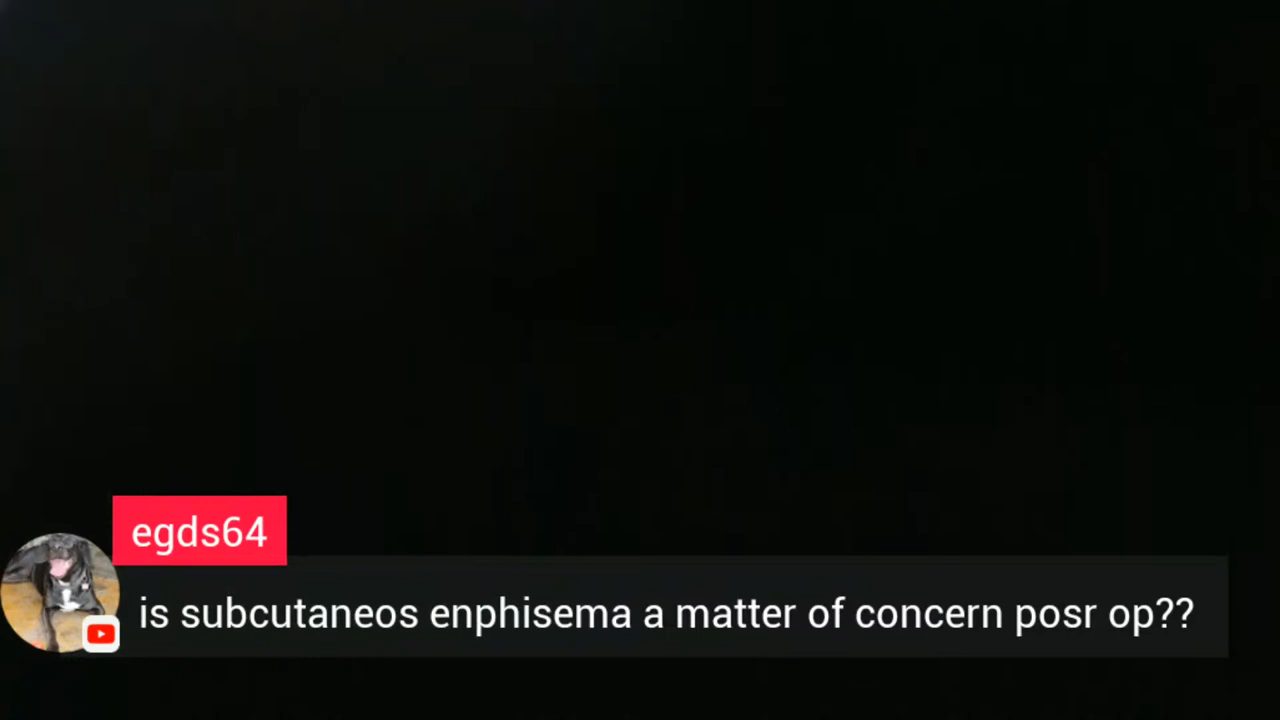 egds64
is subcutaneos enphisema a matter of concern posr op??